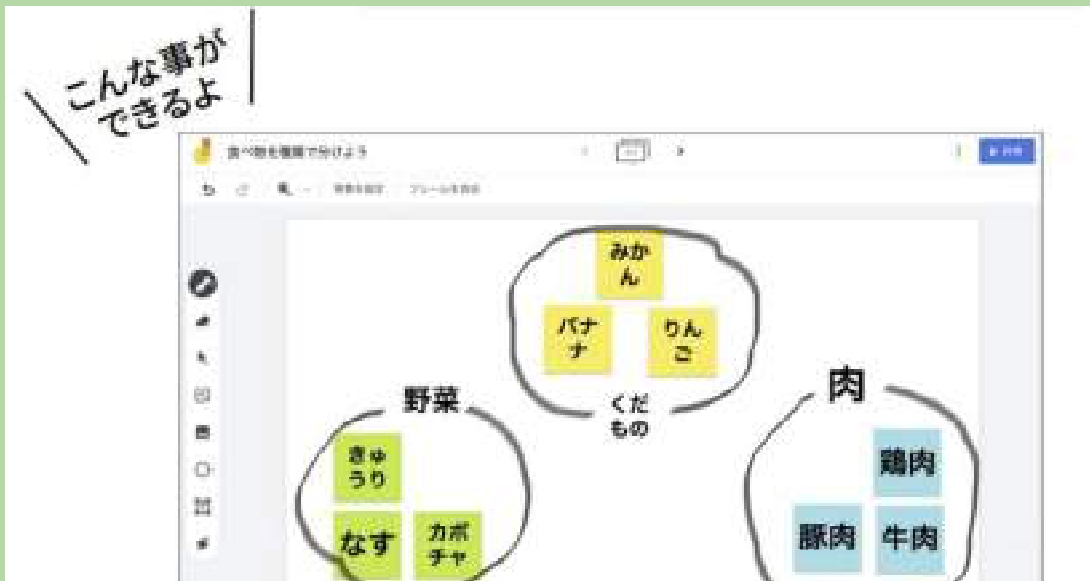 こんな事が
できるよ
食べ物を種類で分けよう
みか
ん
バナ
ナ
りん
ご
くだ
もの
野菜
きゅ
うり
なす
カボ
チャ
肉
鶏肉
豚肉
牛肉